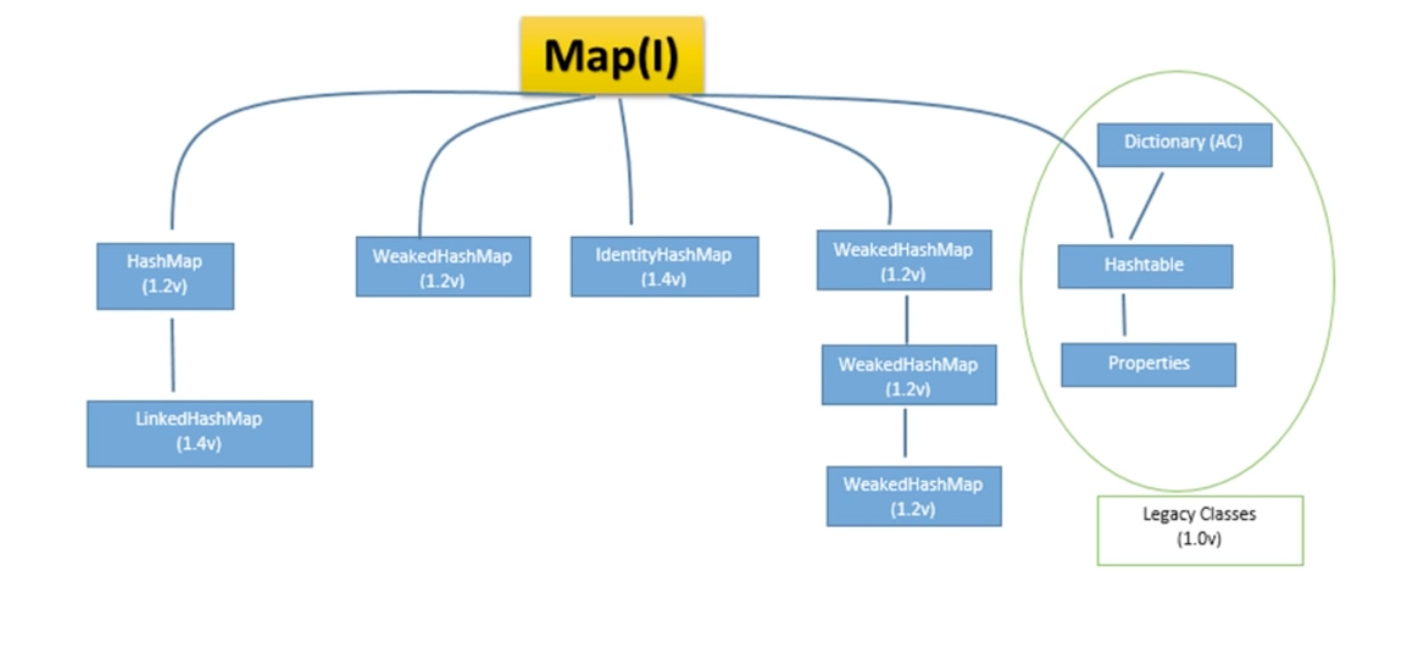 Map(I)
Dictionary (AC)
HashMap
(1.2v)
WeakedHashMap
(1.2v)
IdentityHashMap
(1.4v)
WeakedHashMap
(1.2v)
Hashtable
WeakedHashMap
(1.2v)
Properties
LinkedHashMap
(1.4v)
WeakedHashMap
(1.2v)
Legacy Classes
(1.0v)